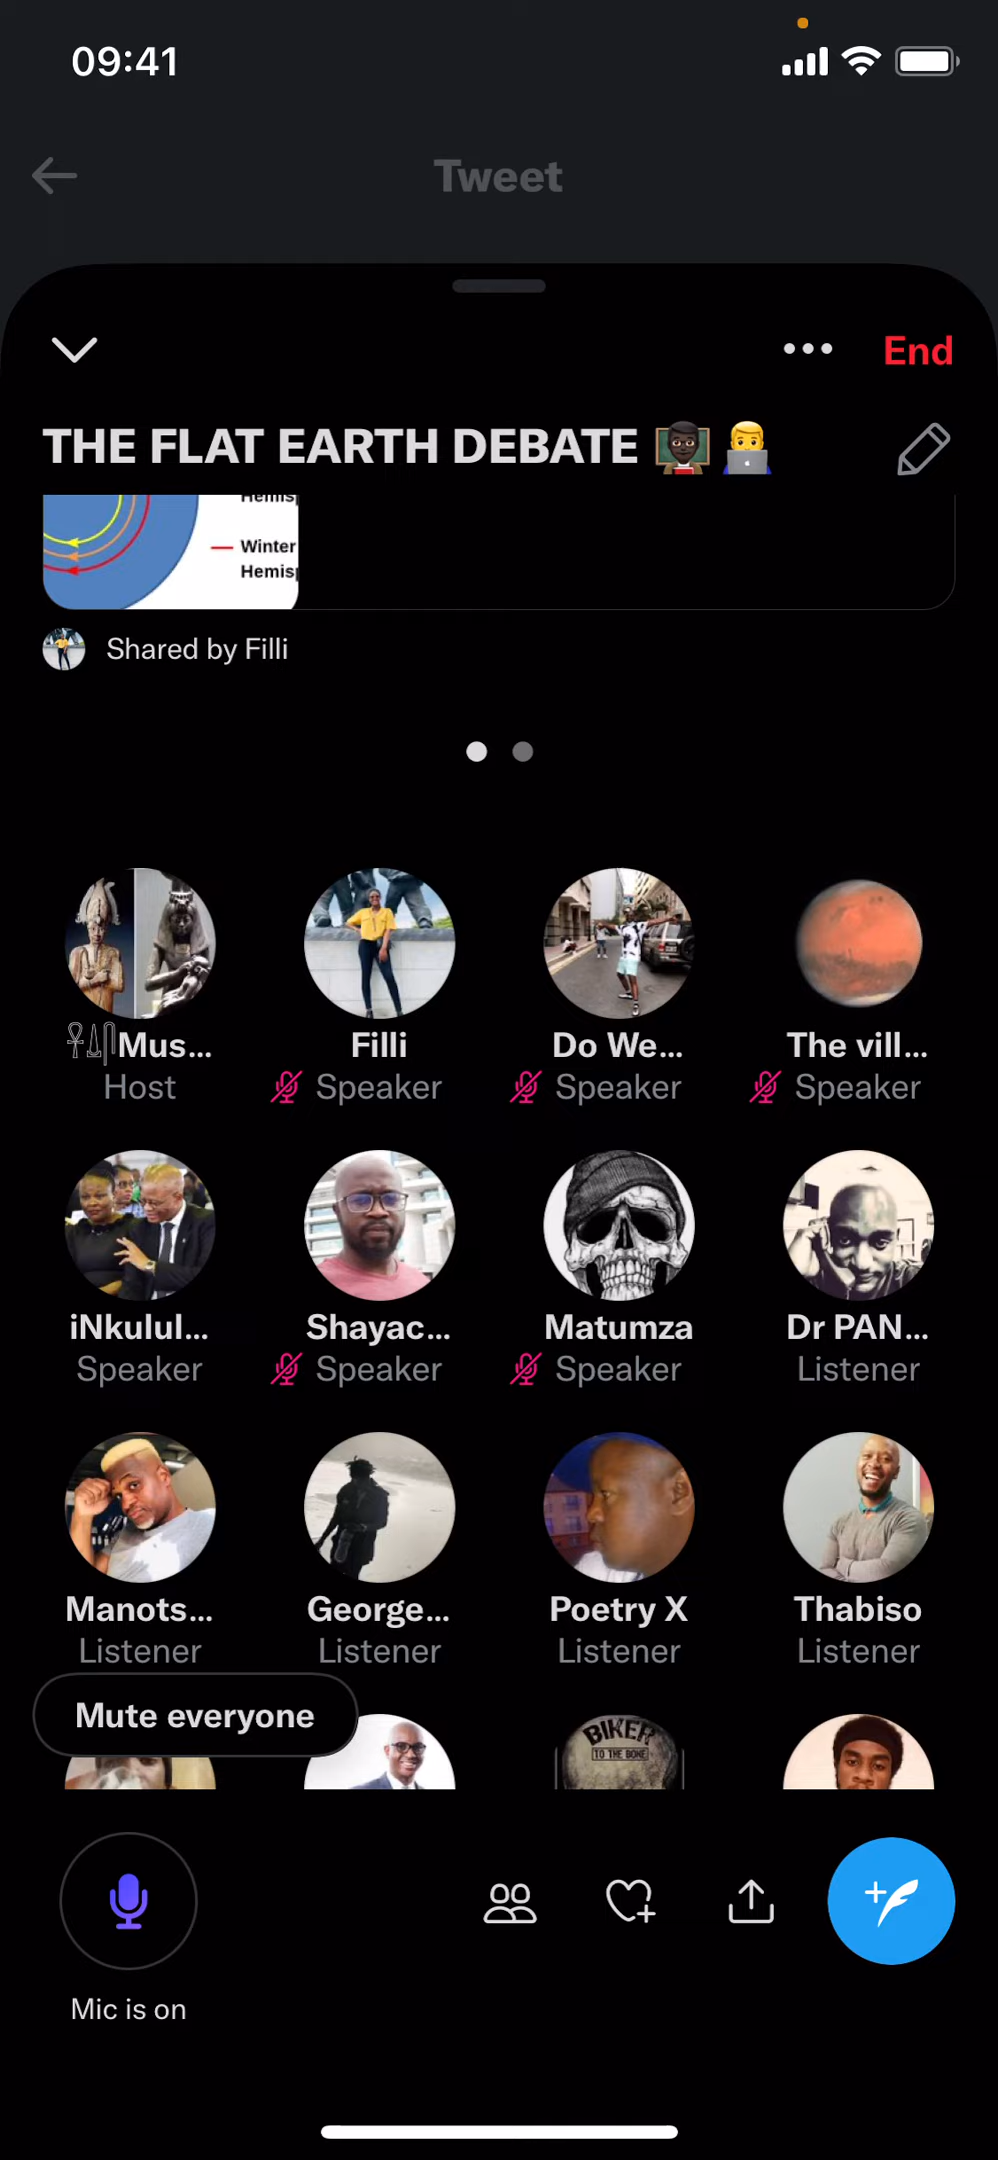 09:41
Tweet
End
THE FLAT EARTH DEBATE
Winter
Hemisp
Shared by Filli
Mus... Filli Do We... The vill...
Host Speaker Speaker Speaker
iNkulul... Shayac... Matumza Dr PAN...
Speaker Speaker Speaker Listener
Manots... George... Poetry X Thabiso
Listener Listener Listener Listener
Mute everyone
BIKER
TO THE BONE
Mic is on